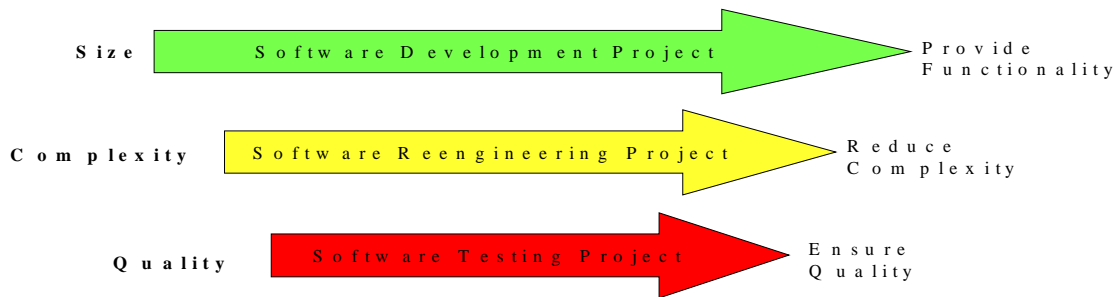 Size
Software Development Project
Provide
Functionality
Complexity
Software Reengineering Project
Reduce
Complexity
Quality
Software Testing Project
Ensure
Quality